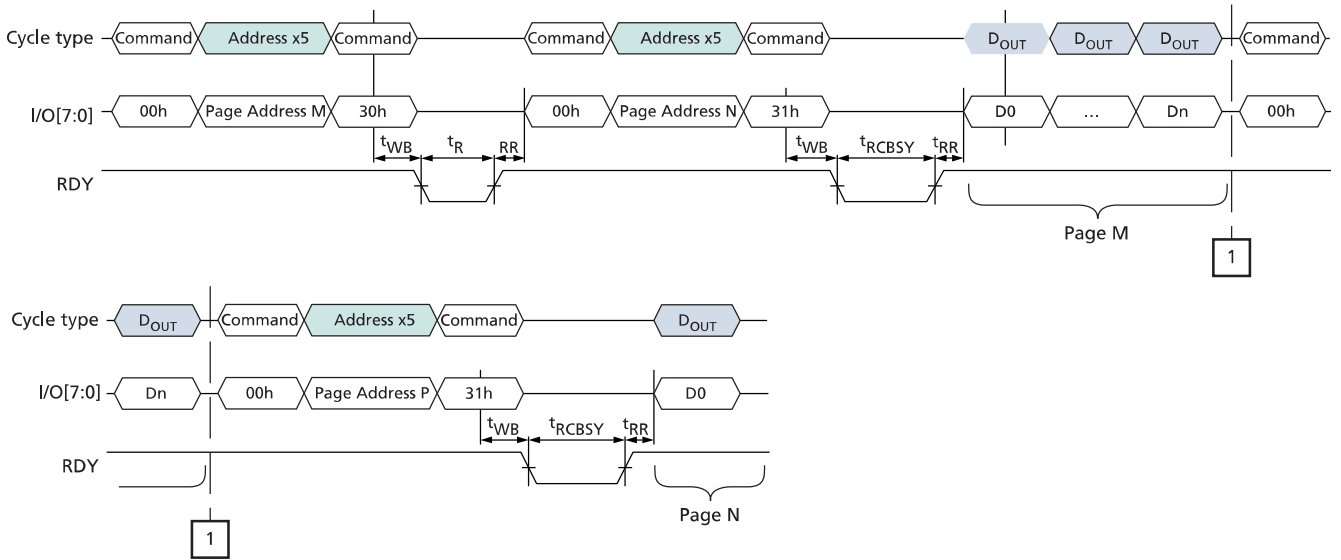 Cycle type Command Address x5 Command Command Address x5 Command DOUT DOUT DOUT Command
I/O[7:0] 00h Page Address M 30h 00h Page Address N 31h D0 ... Dn 00h
tWB tR RR tWB tRCBSY tRR
RDY
Page M
1
Cycle type DOUT Command Address x5 Command DOUT
I/O[7:0] Dn 00h Page Address P 31h D0
tWB tRCBSY tRR
RDY
Page N
1